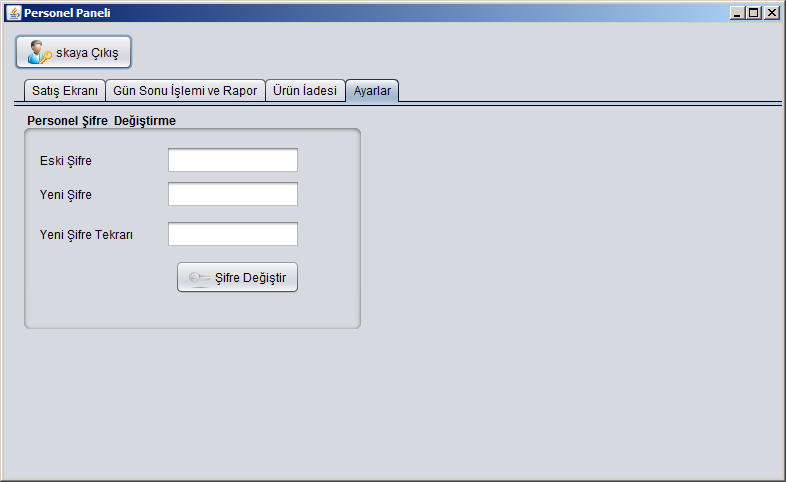 Personel Paneli
skaya Çıkış
Satış Ekranı Gün Sonu İşlemi ve Rapor Ürün İadesi Ayarlar
Personel Şifre Değiştirme
Eski Şifre
Yeni Şifre
Yeni Şifre Tekrarı
Şifre Değiştir